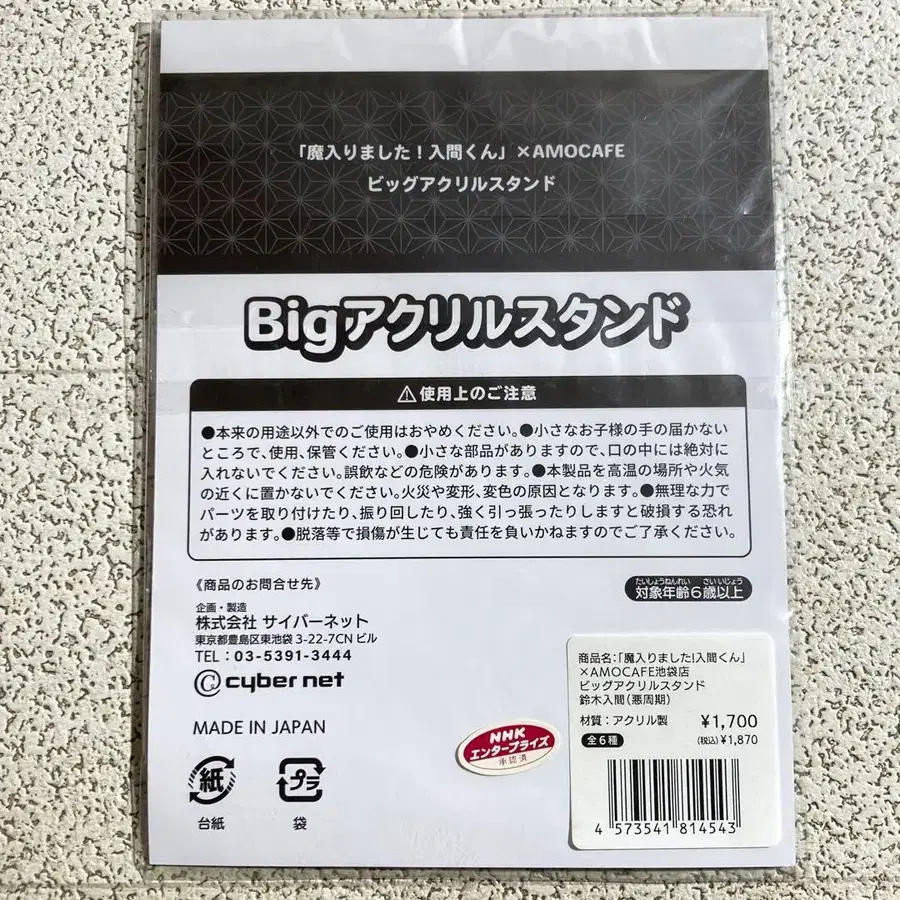 「魔入りました！入間くん」×AMOCAFE
ビッグアクリルスタンド
Bigアクリルスタンド
⚠使用上のご注意
●本来の用途以外でのご使用はおやめください。●小さなお子様の手の届かない
ところで、使用、保管ください。●小さな部品がありますので、口の中には絶対に
入れないでください。誤飲などの危険があります。●本製品を高温の場所や火気
の近くに置かないでください。火災や変形、変色の原因となります。●無理な力で
パーツを取り付けたり、振り回したり、強く引っ張ったりしますと破損する恐れ
があります。●脱落等で損傷が生じても責任を負いかねますのでご了承ください。
《商品のお問合せ先》
企画・製造
株式会社 サイバーネット
東京都豊島区東池袋 3-22-7CN ビル
TEL：03-5391-3444
cyber net
MADE IN JAPAN
紙
台紙
プラ
袋
たいしょうねんれい さい いじょう
対象年齢6歳以上
NHK
エンタープライズ
承認済
商品名：「魔入りました!入間くん」
×AMOCAFE池袋店
ビッグアクリルスタンド
鈴木入間（悪周期）
材質：アクリル製 ¥1,700
全6種 (税込)¥1,870
4 573541 814543